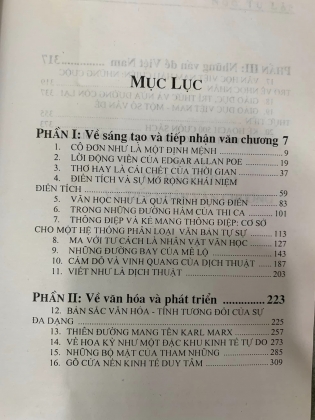 MỤC LỤC
PHẦN I: Về sáng tạo và tiếp nhận văn chương 7
1. CÔ ĐƠN NHƯ LÀ MỘT ĐỊNH MỆNH 9
2. LỜI ĐỘNG VIÊN CỦA EDGAR ALLAN POE 19
3. THƠ HAY LÀ CÁI CHẾT CỦA THỜI GIAN 37
4. ĐIỂN TÍCH VÀ SỰ MỞ RỘNG KHÁI NIỆM
ĐIỂN TÍCH 59
5. VĂN HỌC NHƯ LÀ QUÁ TRÌNH DỤNG ĐIỂN 83
6. TRONG NHỮNG ĐƯỜNG HẦM CỦA THI CA 101
7. THÔNG ĐIỆP VÀ KẺ MANG THÔNG ĐIỆP: CƠ SỞ
CHO MỘT HỆ THỐNG PHÂN LOẠI VĂN BẢN TỰ SỰ 113
8. MA VỚI TƯ CÁCH LÀ NHÂN VẬT VĂN HỌC 127
9. NHỮNG ĐƯỜNG BAY CỦA MÊ LỘ 143
10. CÁM DỖ VÀ VINH QUANG CỦA DỊCH THUẬT 187
11. VIẾT NHƯ LÀ DỊCH THUẬT 203
PHẦN II: Về văn hóa và phát triển 223
12. BẢN SẮC VĂN HÓA - TÍNH TƯƠNG ĐỐI CỦA SỰ
ĐA DẠNG 225
13. THIÊN ĐƯỜNG MANG TÊN KARL MARX 257
14. VỀ HOA KỲ NHƯ MỘT ĐẶC KHU KINH TẾ TỰ DO 273
15. NHỮNG BỘ MẶT CỦA THAM NHŨNG 285
16. GÕ CỬA NỀN KINH TẾ DUY TÂM 309